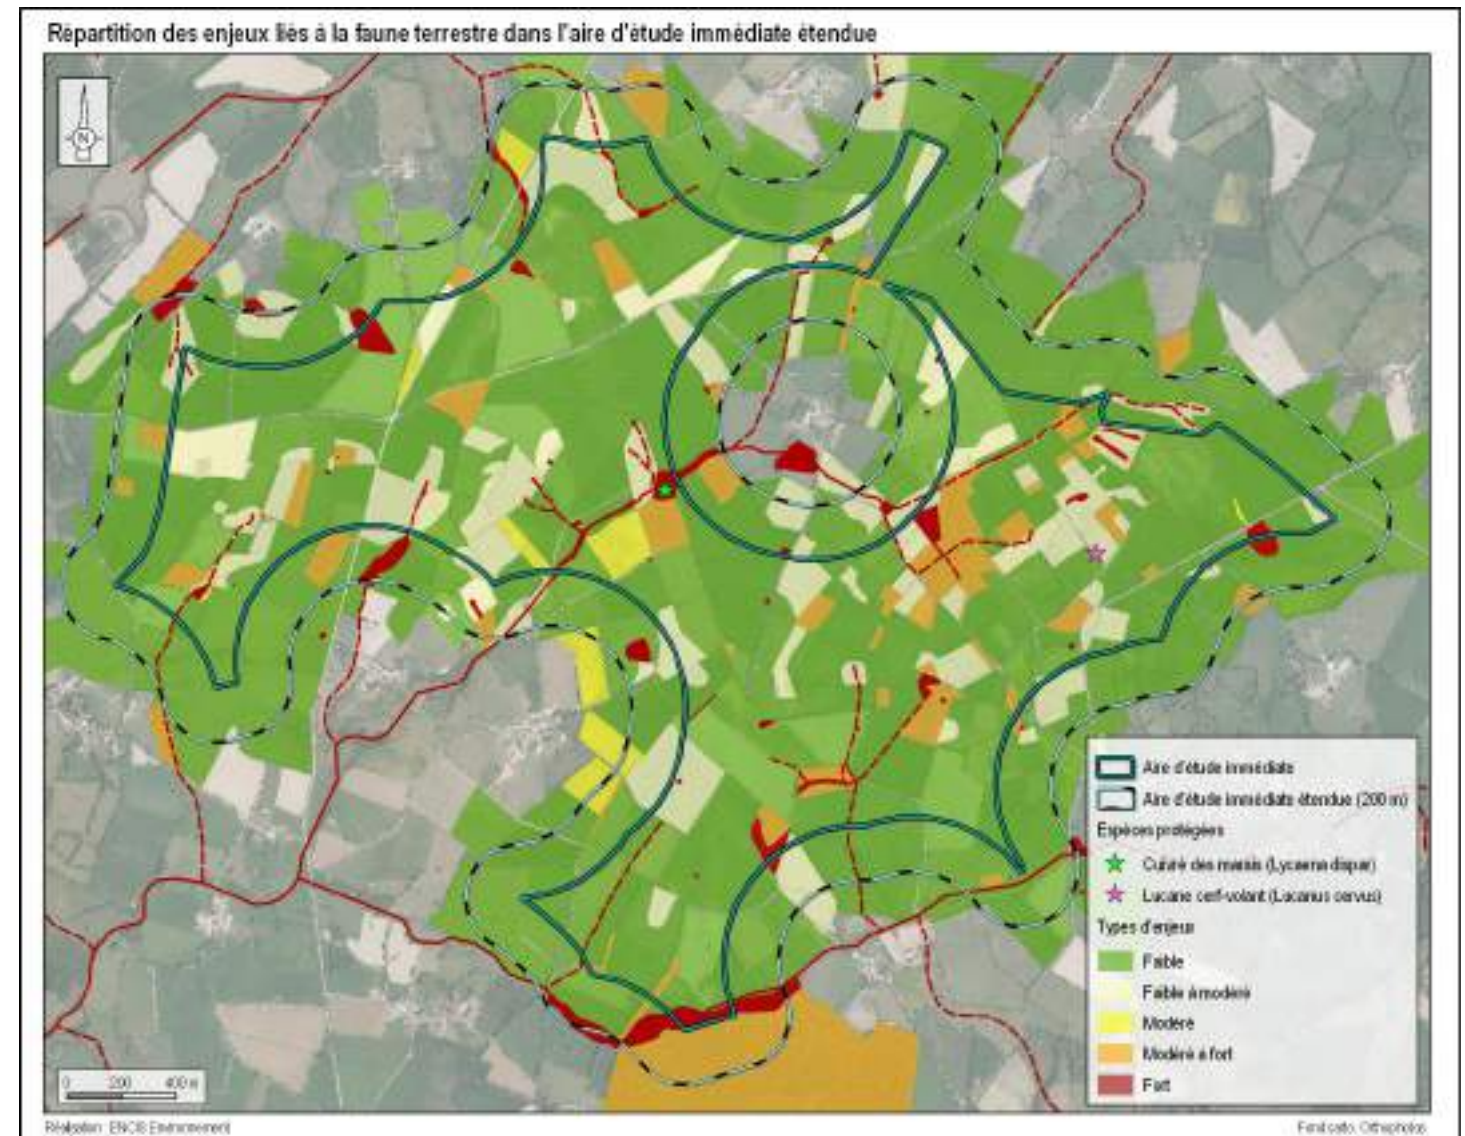 Répartition des enjeux liés à la faune terrestre dans l'aire d'étude immédiate étendue
N
Aire d'étude immédiate
Aire d'étude immédiate étendue (200 m)
Espèces protégées
Cuivré des marais (Lycaena dispar)
Lucane cerf-volant (Lucanus cervus)
Types d'enjeux
Faible
Faible à modéré
Modéré
Modéré à fort
Fort
0 200 400 m
Réalisation : ENCIS Environnement
Fond carto. Orthophotos